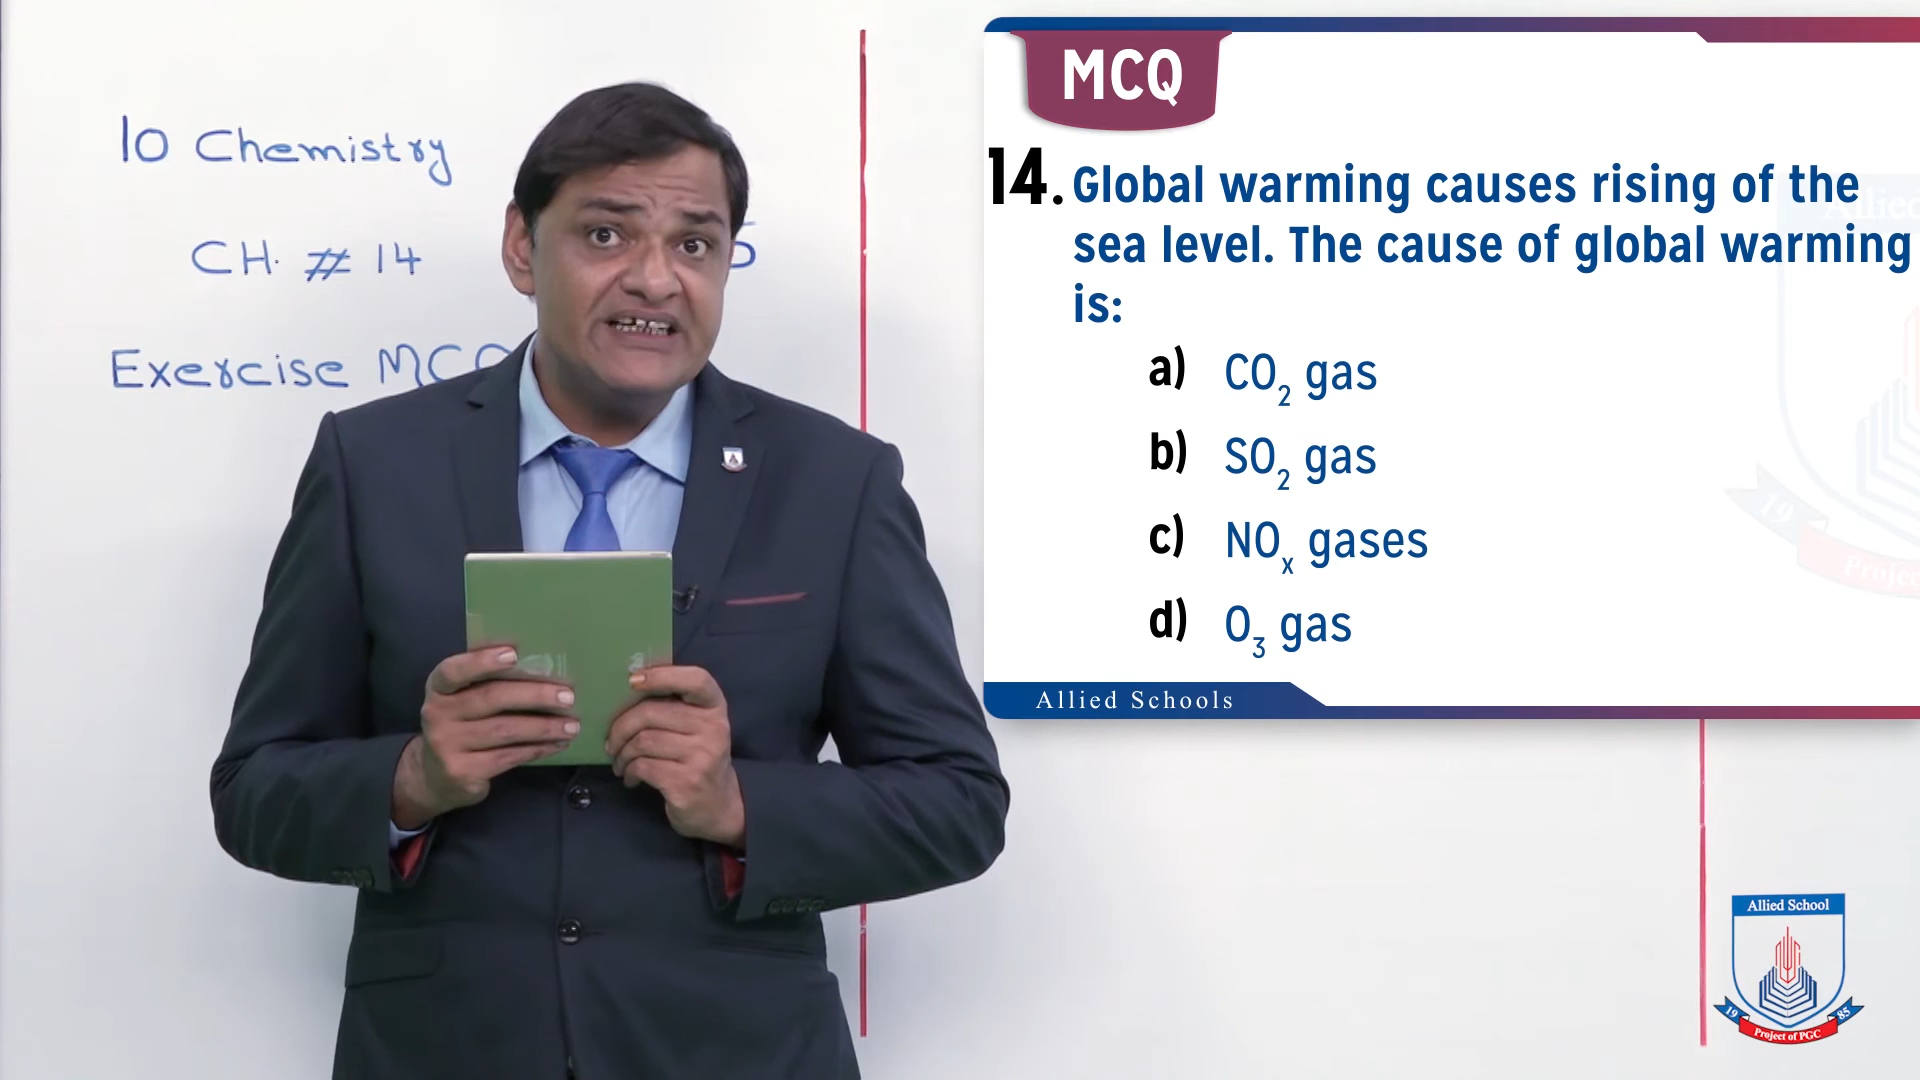 10 Chemistry
CH. # 14
5
Exercise MCQ
MCQ
14. Global warming causes rising of the
sea level. The cause of global warming
is:
a) CO₂ gas
b) SO₂ gas
c) NOₓ gases
d) O₃ gas
Allied Schools
Allied School
19 85
Project of PGC